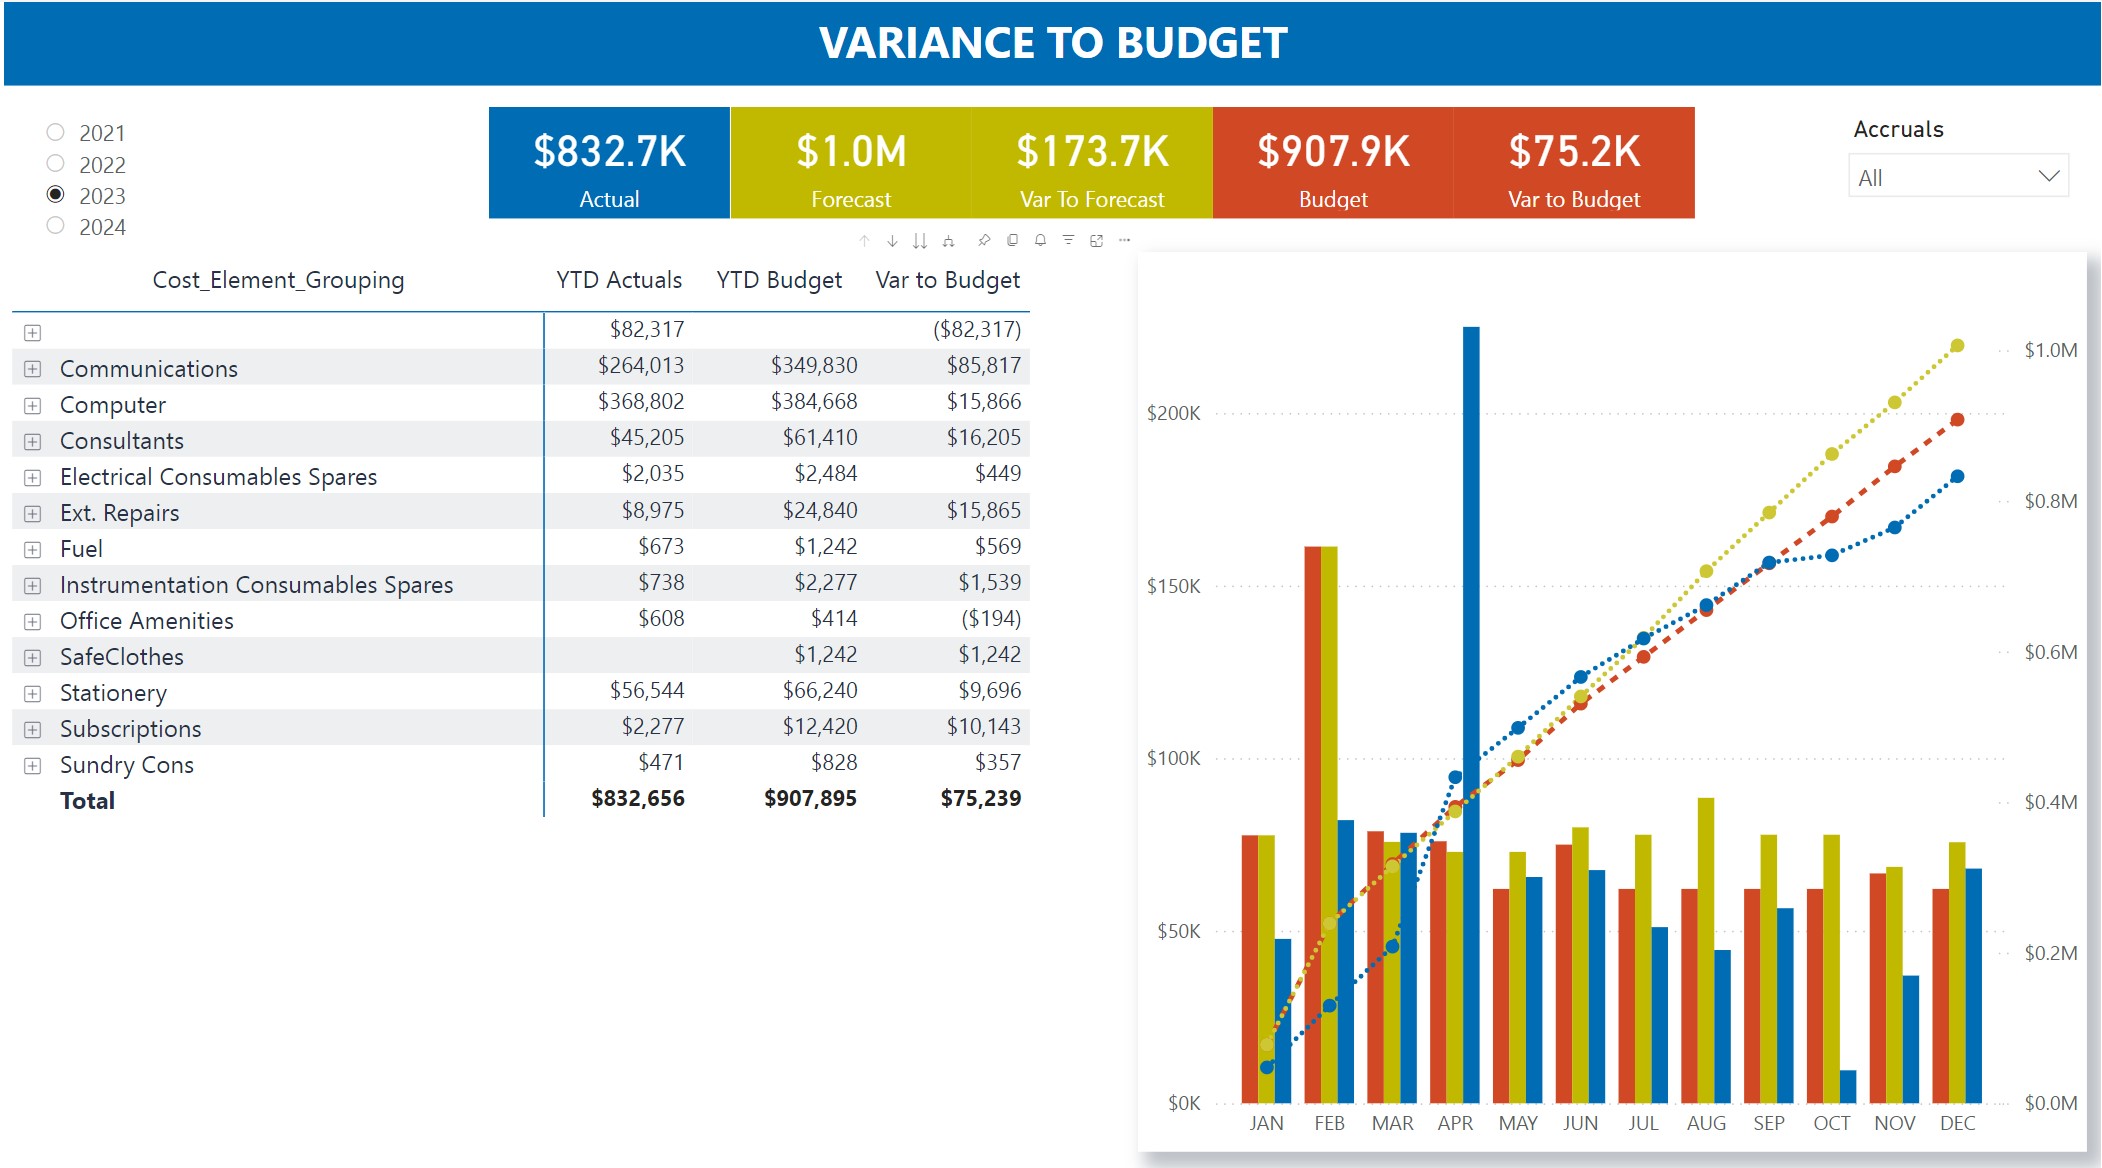 VARIANCE TO BUDGET
2021
2022
2023
2024
$832.7K
Actual
$1.0M
Forecast
$173.7K
Var To Forecast
$907.9K
Budget
$75.2K
Var to Budget
Accruals
All
Cost_Element_Grouping YTD Actuals YTD Budget Var to Budget
$82,317 ($82,317)
Communications $264,013 $349,830 $85,817
Computer $368,802 $384,668 $15,866
Consultants $45,205 $61,410 $16,205
Electrical Consumables Spares $2,035 $2,484 $449
Ext. Repairs $8,975 $24,840 $15,865
Fuel $673 $1,242 $569
Instrumentation Consumables Spares $738 $2,277 $1,539
Office Amenities $608 $414 ($194)
SafeClothes $1,242 $1,242
Stationery $56,544 $66,240 $9,696
Subscriptions $2,277 $12,420 $10,143
Sundry Cons $471 $828 $357
Total $832,656 $907,895 $75,239
$200K
$150K
$100K
$50K
$0K
$1.0M
$0.8M
$0.6M
$0.4M
$0.2M
$0.0M
JAN FEB MAR APR MAY JUN JUL AUG SEP OCT NOV DEC